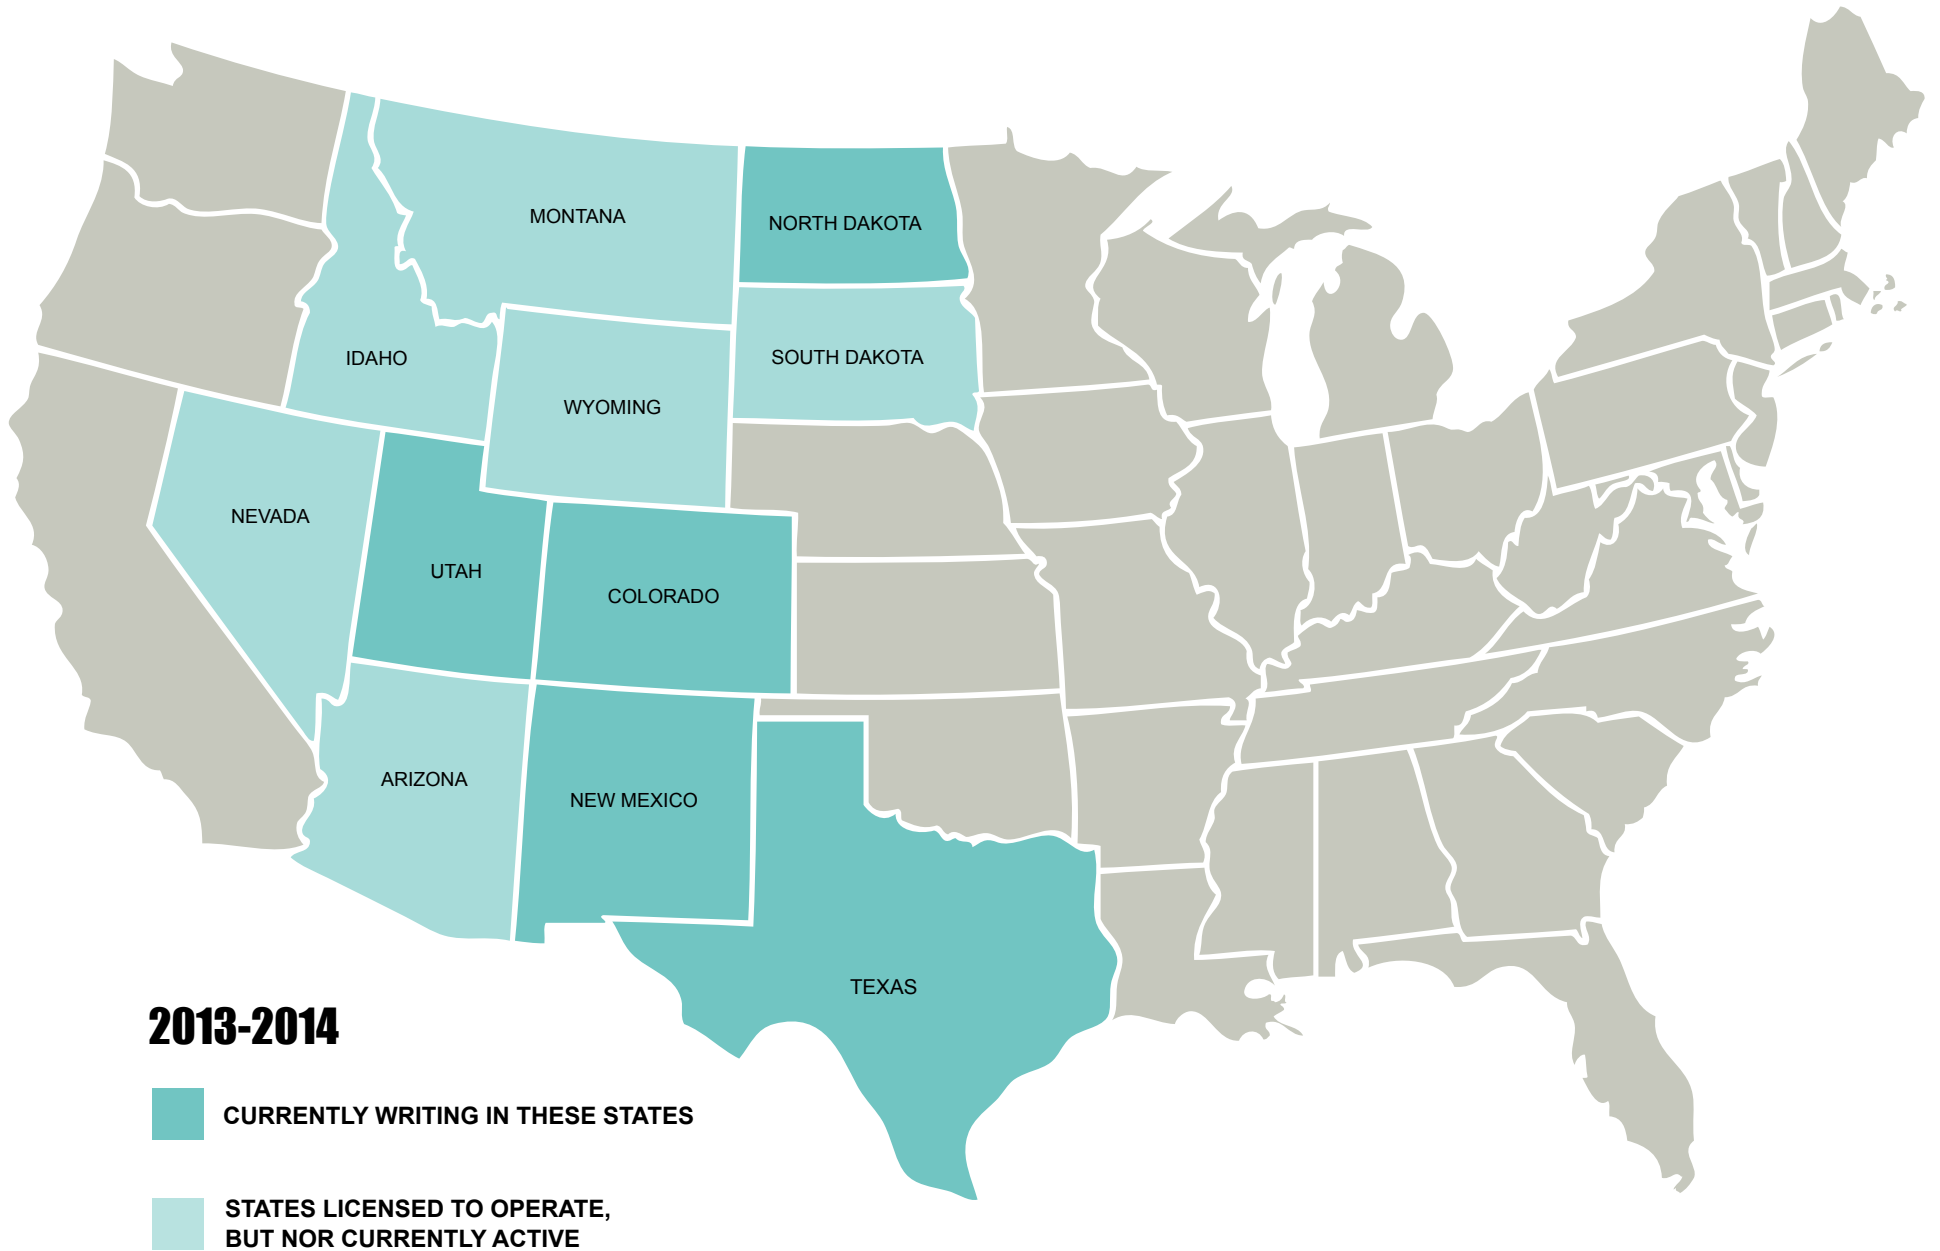 MONTANA
NORTH DAKOTA
IDAHO
SOUTH DAKOTA
WYOMING
NEVADA
UTAH
COLORADO
ARIZONA
NEW MEXICO
TEXAS
2013-2014
CURRENTLY WRITING IN THESE STATES
STATES LICENSED TO OPERATE,
BUT NOR CURRENTLY ACTIVE